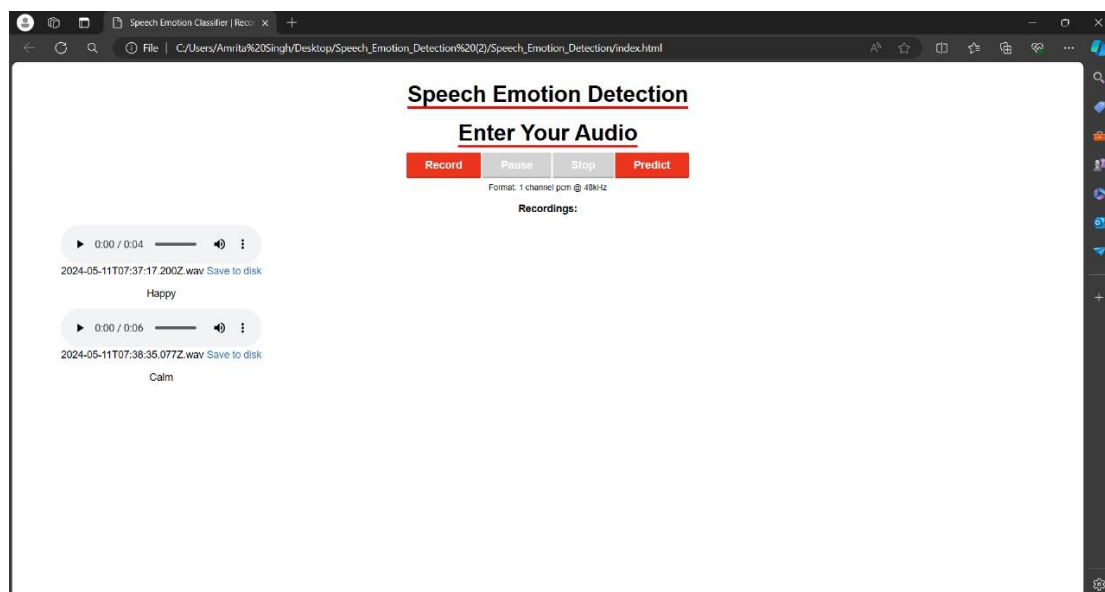 Speech Emotion Classifier | Reco
File | C:/Users/Amrita%20Singh/Desktop/Speech_Emotion_Detection%20(2)/Speech_Emotion_Detection/index.html
Speech Emotion Detection
Enter Your Audio
Record Pause Stop Predict
Format: 1 channel pcm @ 48kHz
Recordings:
0:00 / 0:04
2024-05-11T07:37:17.200Z.wav Save to disk
Happy
0:00 / 0:06
2024-05-11T07:38:35.077Z.wav Save to disk
Calm